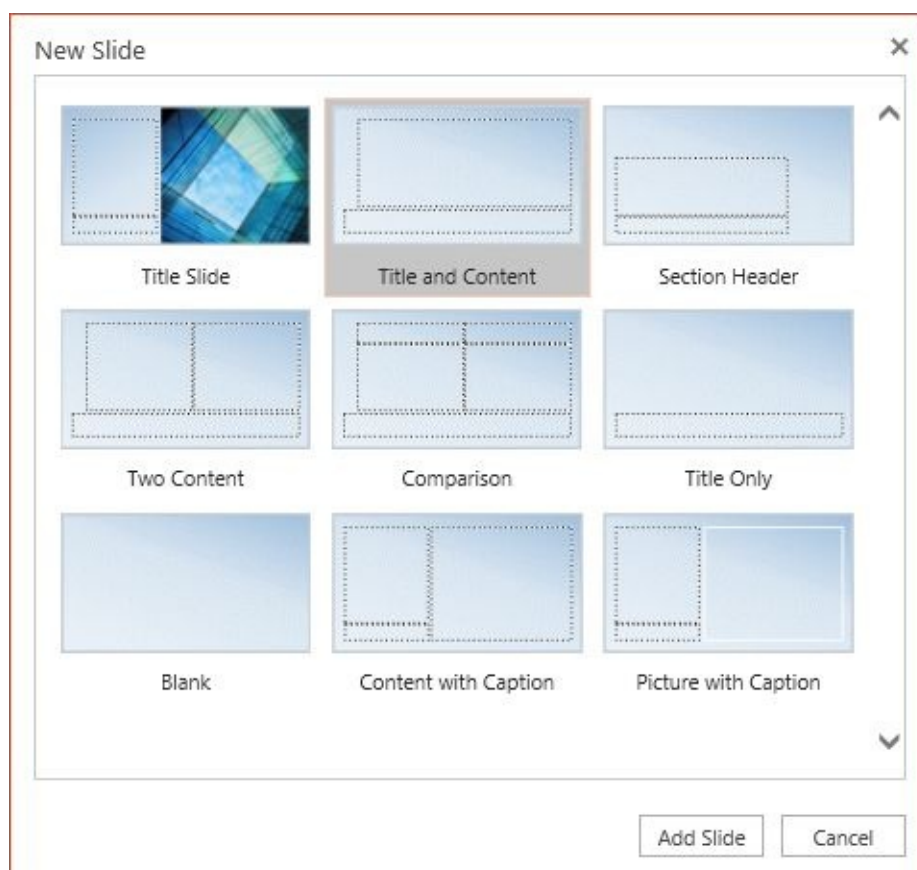 New Slide
Title Slide
Title and Content
Section Header
Two Content
Comparison
Title Only
Blank
Content with Caption
Picture with Caption
Add Slide
Cancel